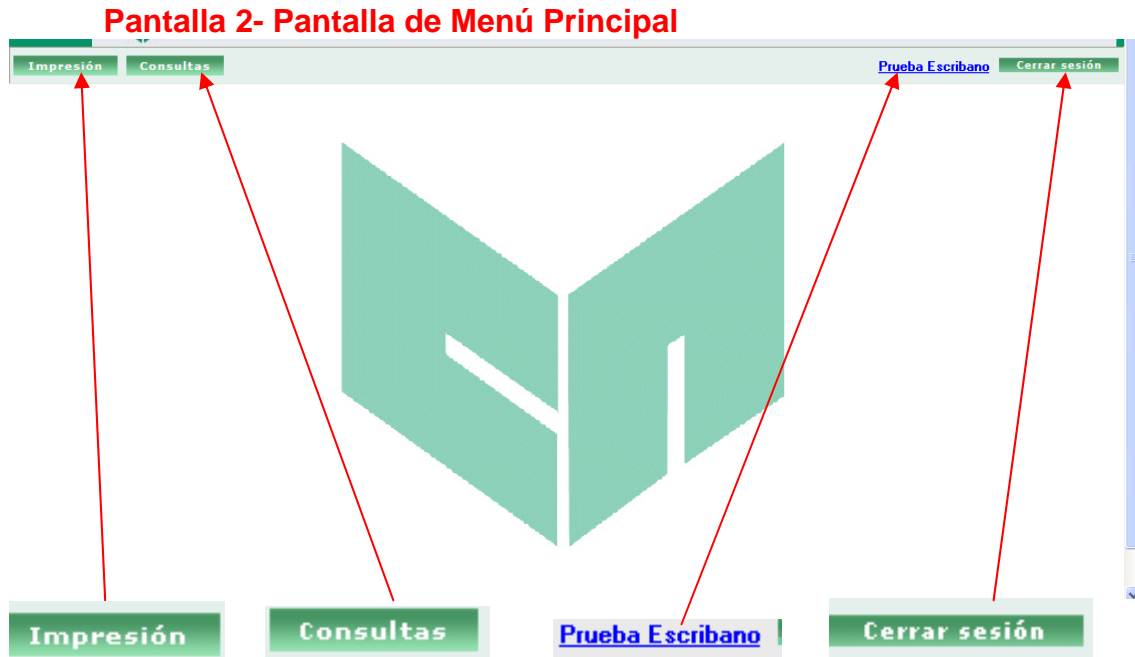 Pantalla 2- Pantalla de Menú Principal
Impresión Consultas Prueba Escribano Cerrar sesión
Impresión Consultas Prueba Escribano Cerrar sesión